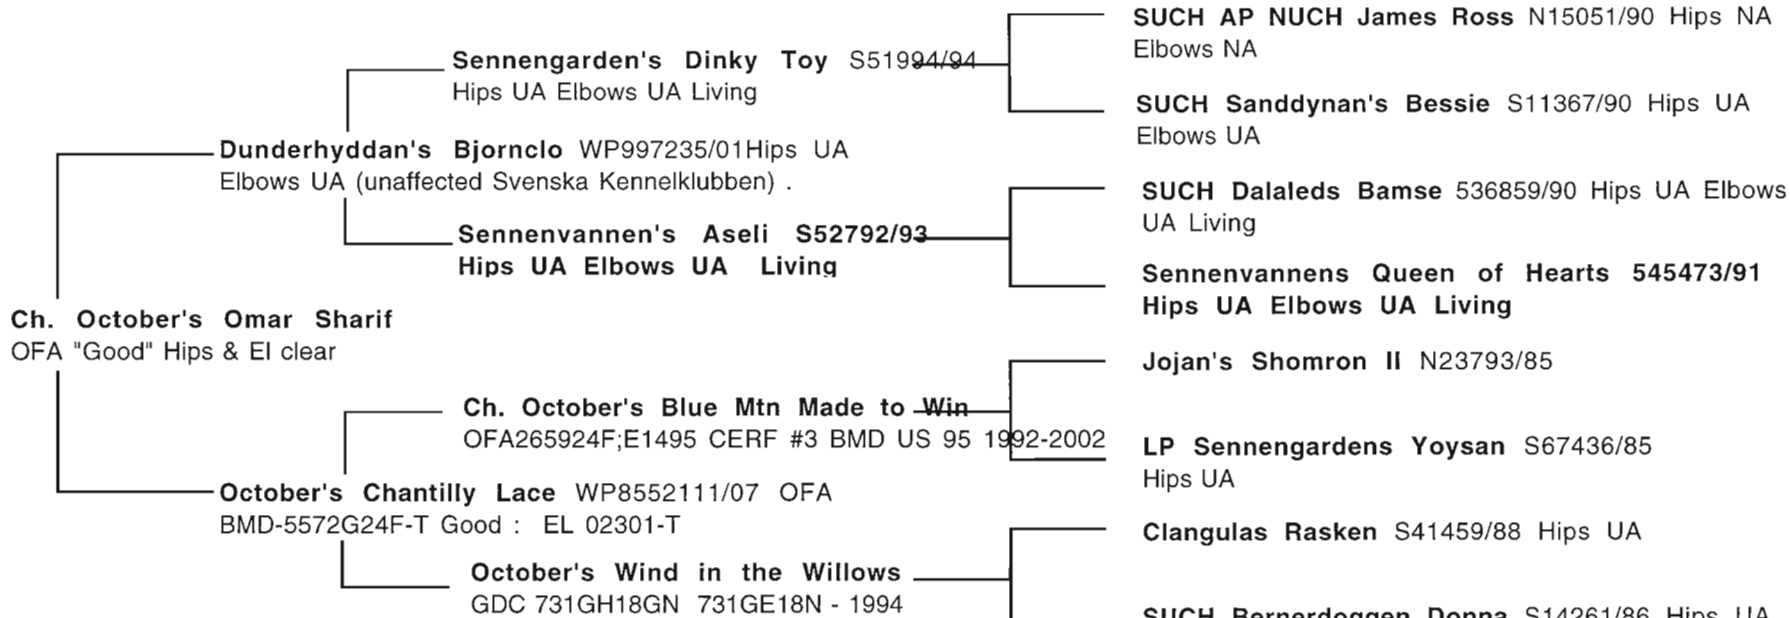 SUCH AP NUCH James Ross N15051/90 Hips NA
Elbows NA
Sennengarden's Dinky Toy S51994/94
Hips UA Elbows UA Living
SUCH Sanddynan's Bessie S11367/90 Hips UA
Elbows UA
Dunderhyddan's Bjornclo WP997235/01Hips UA
Elbows UA (unaffected Svenska Kennelklubben) .
SUCH Dalaleds Bamse 536859/90 Hips UA Elbows
UA Living
Sennenvannen's Aseli S52792/93
Hips UA Elbows UA Living
Sennenvannens Queen of Hearts 545473/91
Hips UA Elbows UA Living
Ch. October's Omar Sharif
OFA "Good" Hips & El clear
Jojan's Shomron II N23793/85
Ch. October's Blue Mtn Made to Win
OFA265924F;E1495 CERF #3 BMD US 95 1992-2002
LP Sennengardens Yoysan S67436/85
Hips UA
October's Chantilly Lace WP8552111/07 OFA
BMD-5572G24F-T Good : EL 02301-T
Clangulas Rasken S41459/88 Hips UA
October's Wind in the Willows
GDC 731GH18GN 731GE18N - 1994
SUCH Bernerdoggen Donna S14261/86 Hips UA